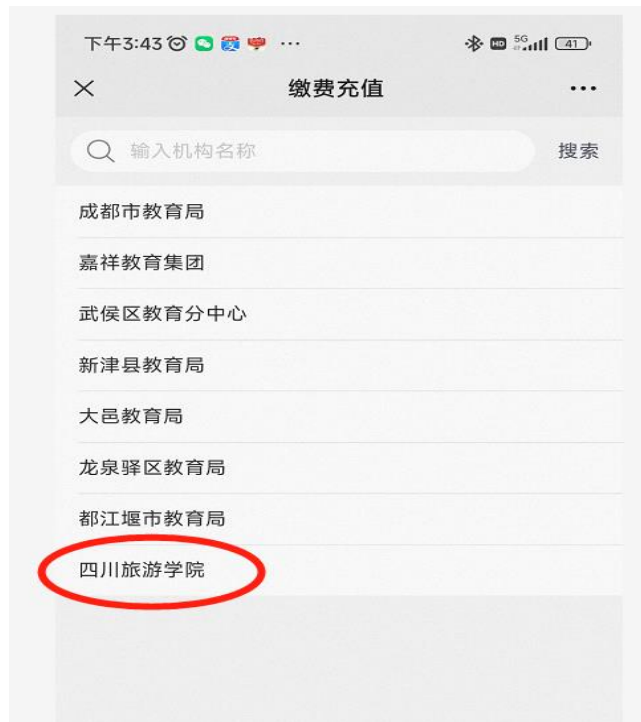 下午3:43 ... HD 5G 41
缴费充值
输入机构名称 搜索
成都市教育局
嘉祥教育集团
武侯区教育分中心
新津县教育局
大邑教育局
龙泉驿区教育局
都江堰市教育局
四川旅游学院